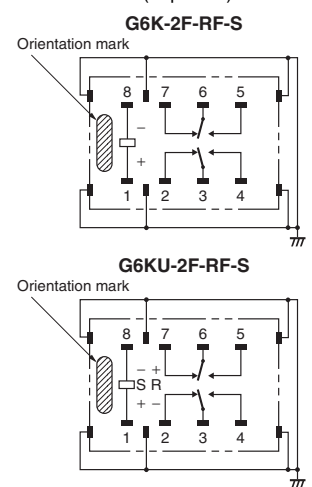 G6K-2F-RF-S
Orientation mark
8 7 6 5
−
+
1 2 3 4
G6KU-2F-RF-S
Orientation mark
8 7 6 5
− +
S R
+ −
1 2 3 4